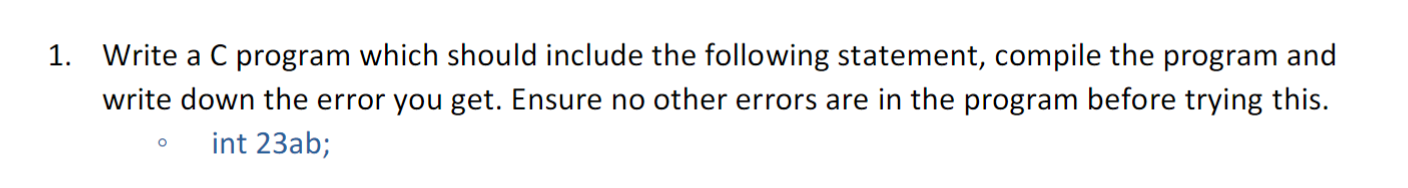 1. Write a C program which should include the following statement, compile the program and
write down the error you get. Ensure no other errors are in the program before trying this.
◦ int 23ab;